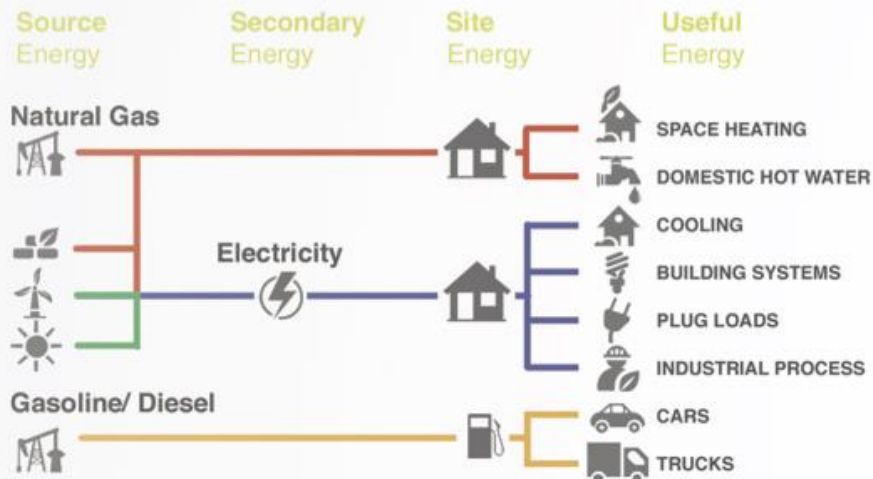 Source
Energy
Secondary
Energy
Site
Energy
Useful
Energy
Natural Gas
SPACE HEATING
DOMESTIC HOT WATER
COOLING
Electricity
BUILDING SYSTEMS
PLUG LOADS
INDUSTRIAL PROCESS
Gasoline/ Diesel
CARS
TRUCKS